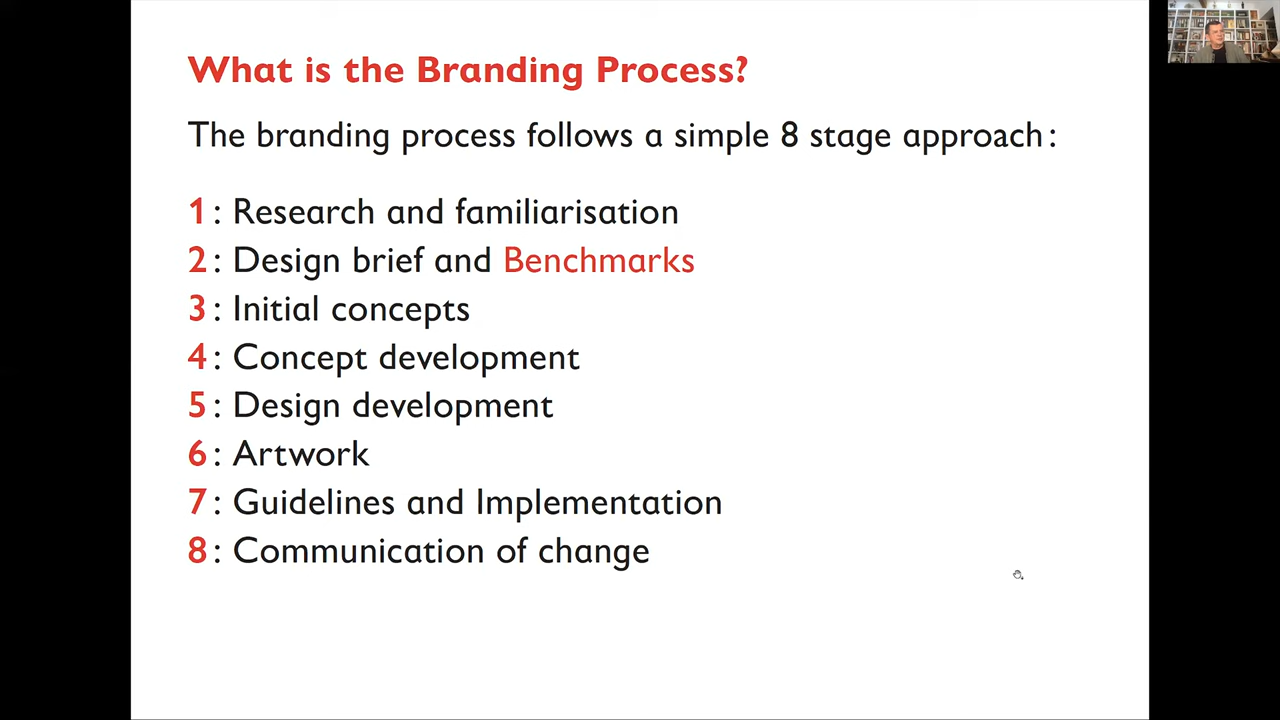 What is the Branding Process?
The branding process follows a simple 8 stage approach:
1: Research and familiarisation
2: Design brief and Benchmarks
3: Initial concepts
4: Concept development
5: Design development
6: Artwork
7: Guidelines and Implementation
8: Communication of change